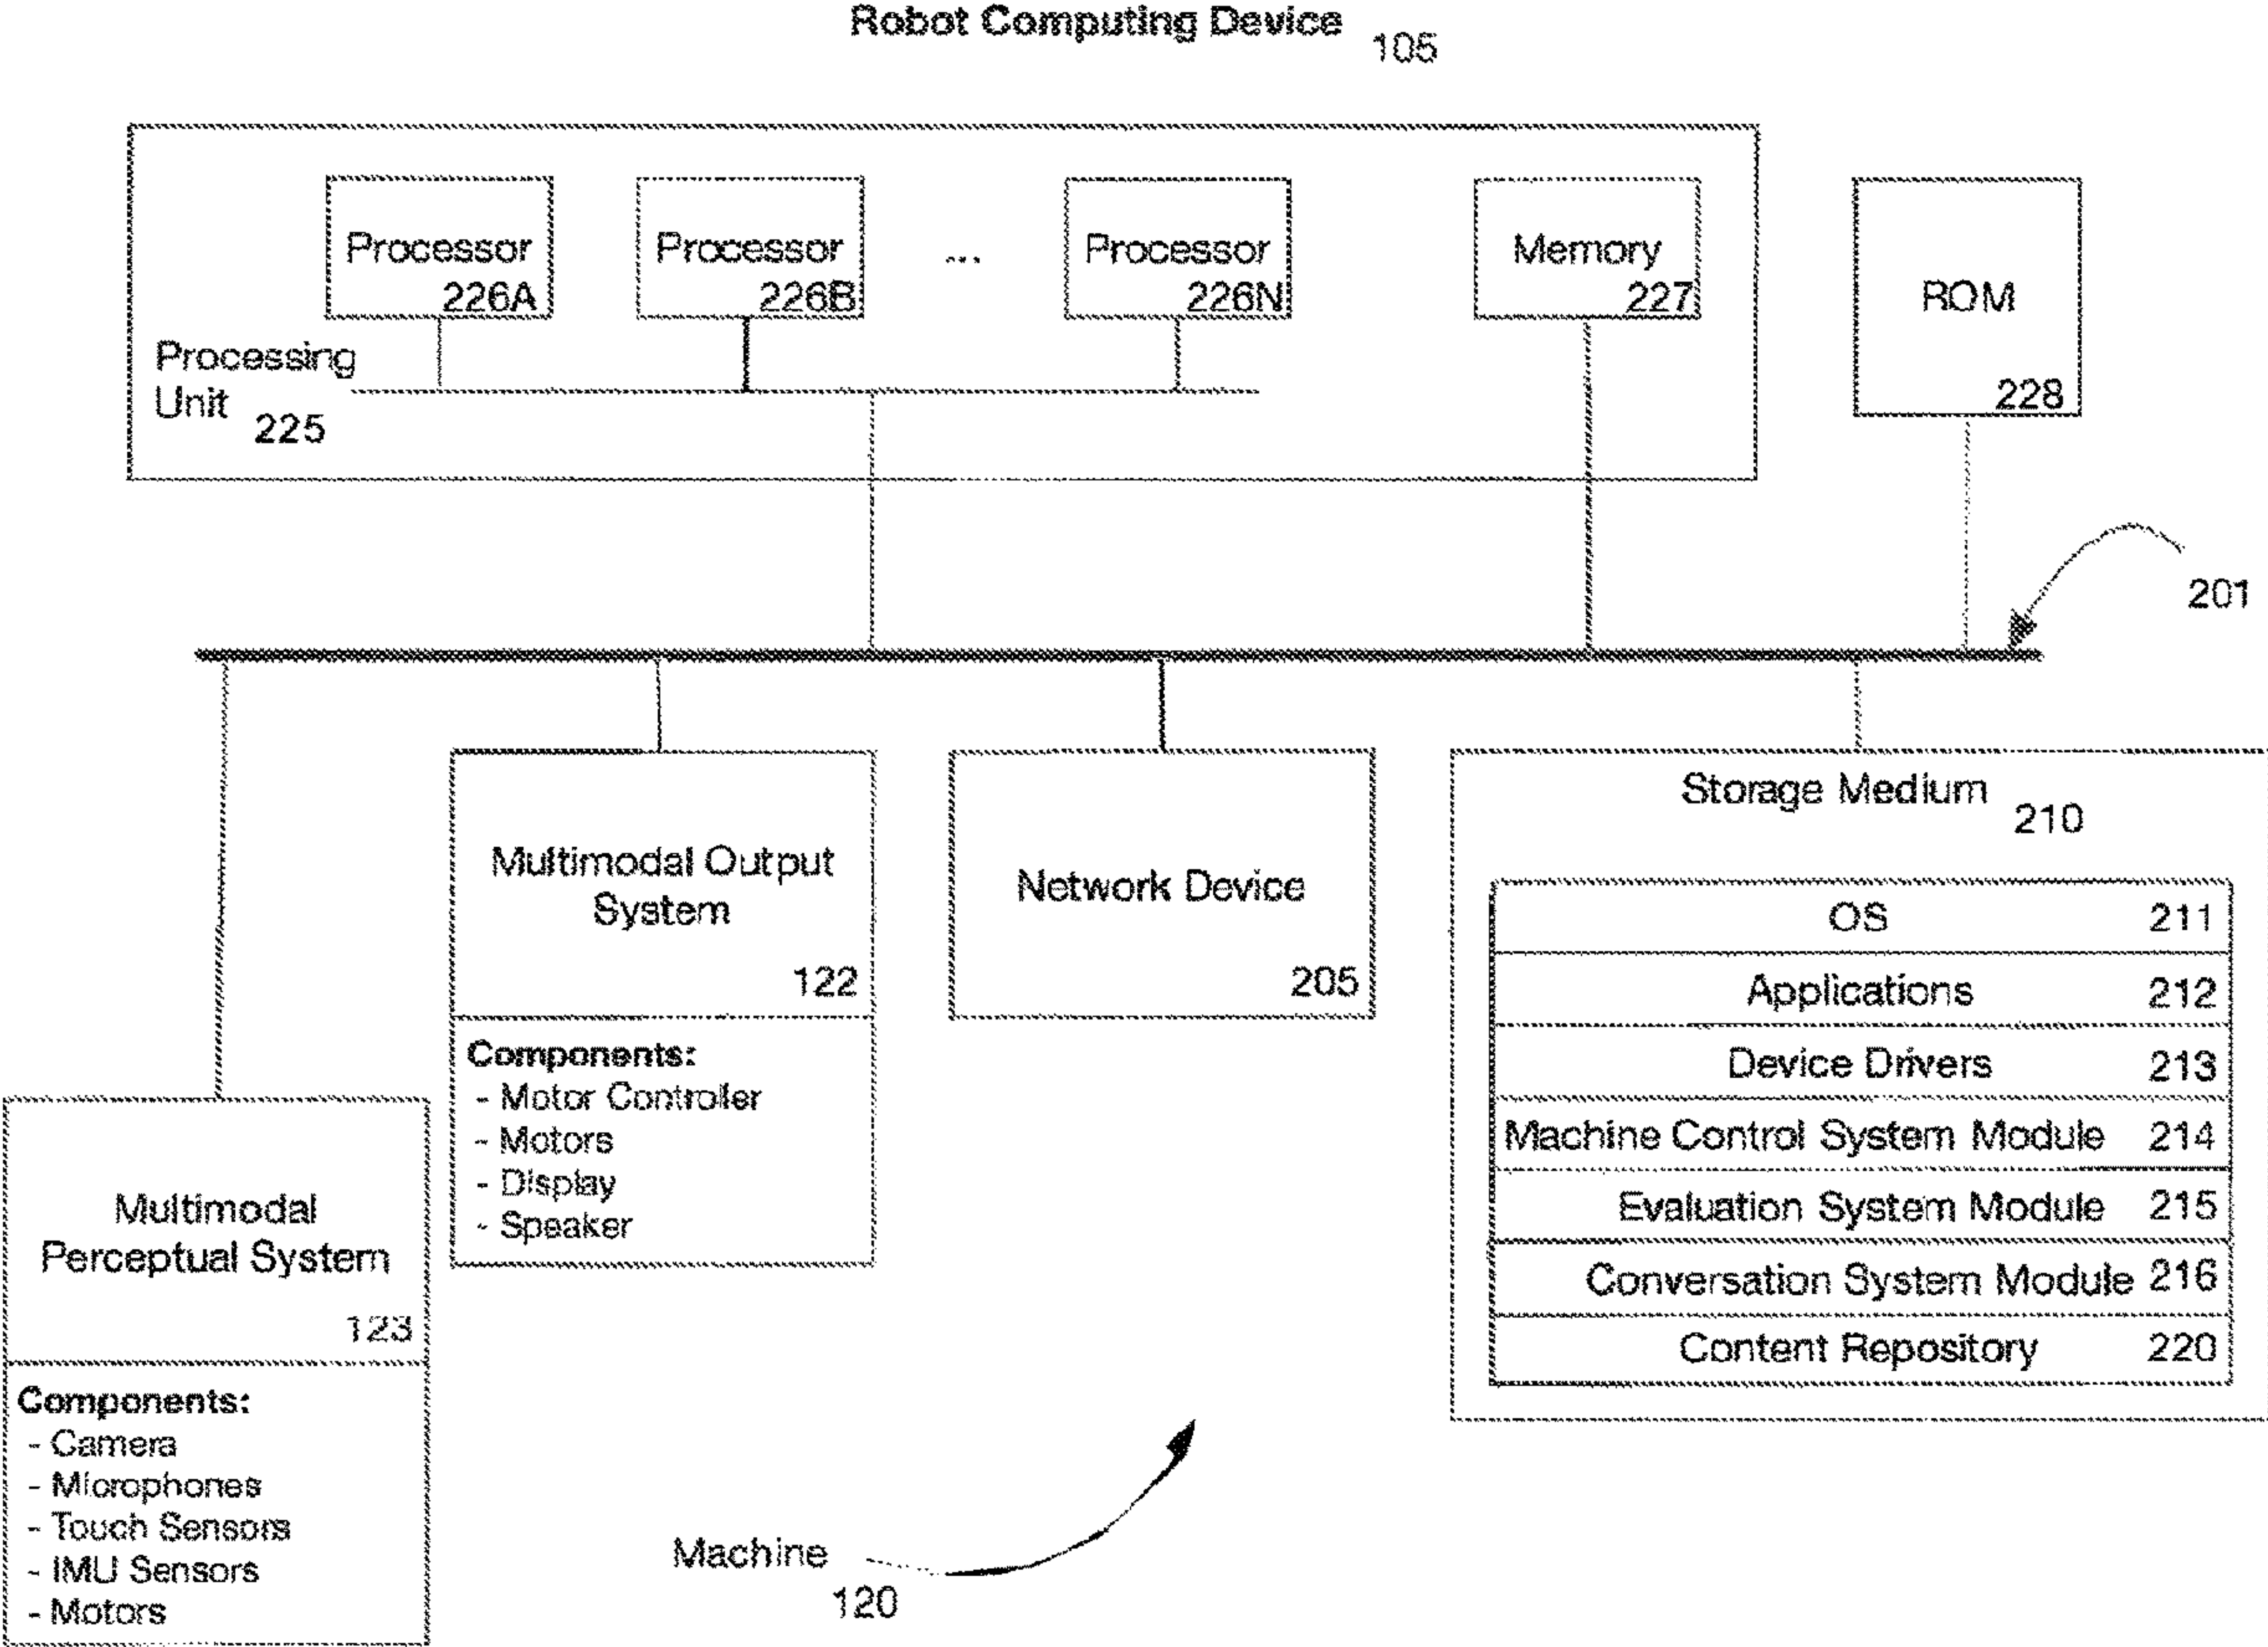 Robot Computing Device 105
Processor
226A
Processor
226B
...
Processor
226N
Memory
227
ROM
228
Processing
Unit 225
201
Multimodal Output
System
122
Components:
- Motor Controller
- Motors
- Display
- Speaker
Network Device
205
Storage Medium 210
OS 211
Applications 212
Device Drivers 213
Machine Control System Module 214
Evaluation System Module 215
Conversation System Module 216
Content Repository 220
Multimodal
Perceptual System
123
Components:
- Camera
- Microphones
- Touch Sensors
- IMU Sensors
- Motors
Machine
120